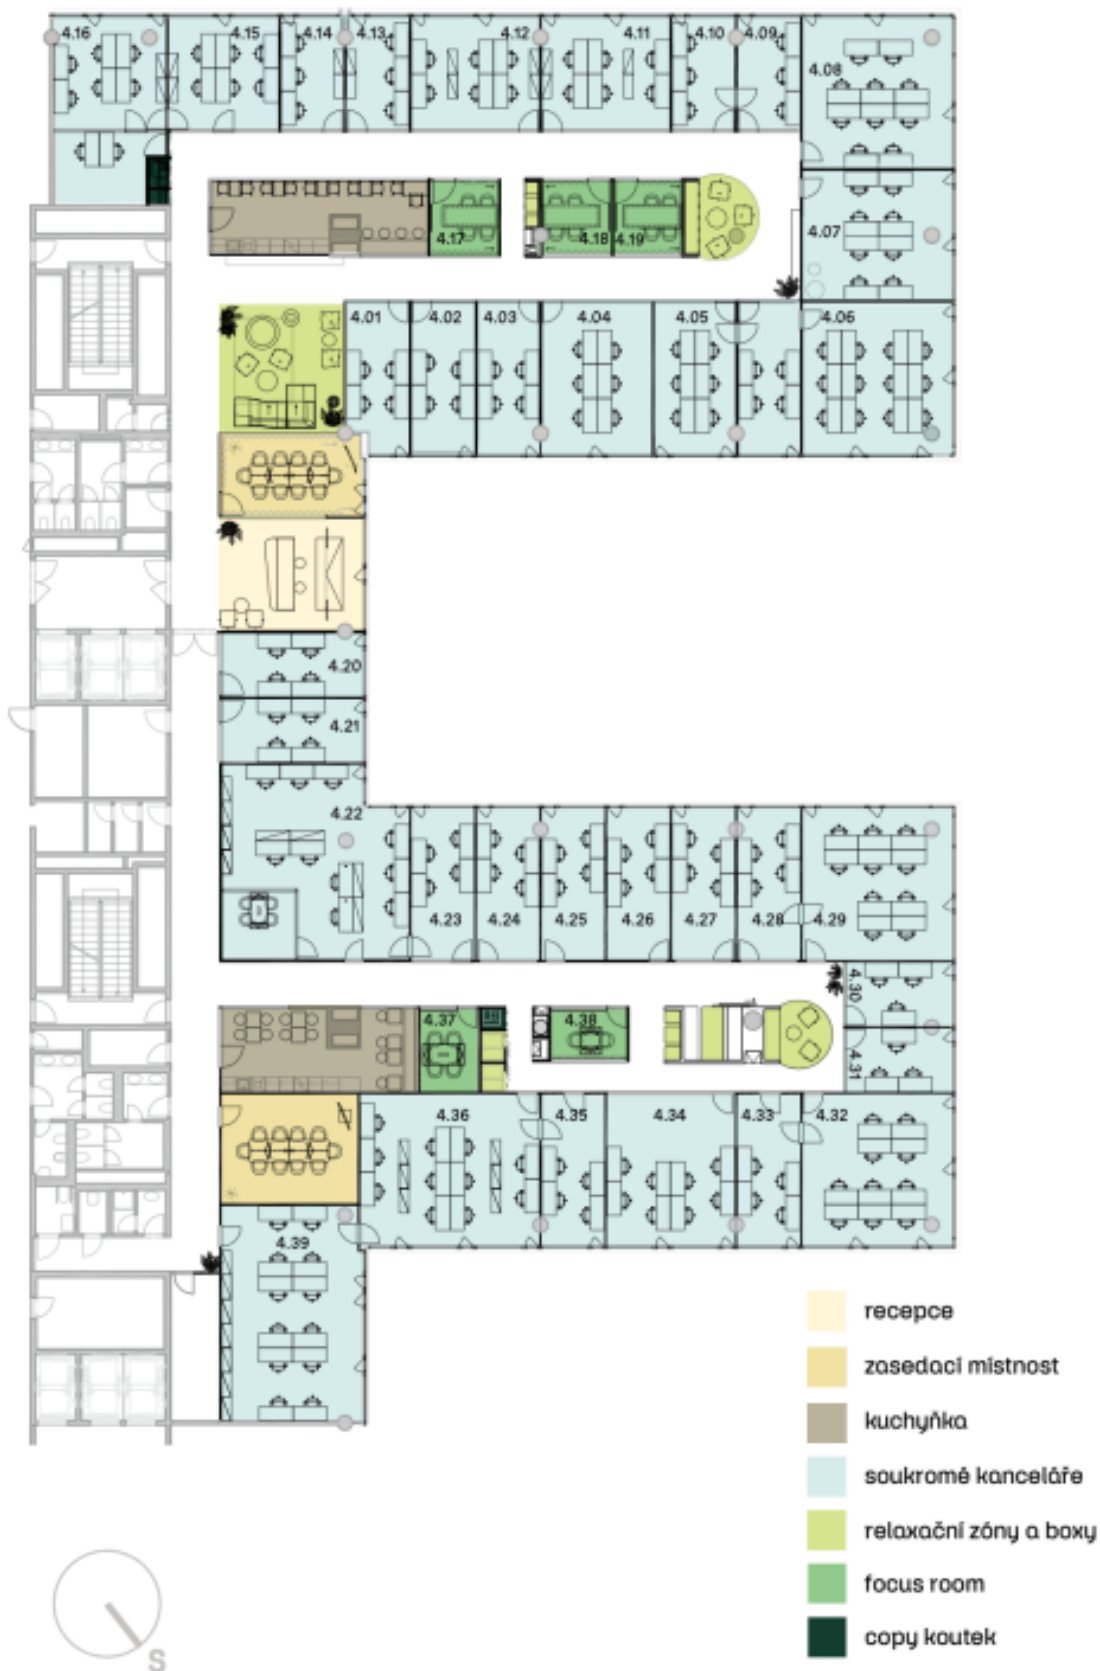 4.16 4.15 4.14 4.13 4.12 4.11 4.10 4.09
4.08
4.17 4.18 4.19 4.07
4.01 4.02 4.03 4.04 4.05 4.06
4.20
4.21
4.22
4.23 4.24 4.25 4.26 4.27 4.28 4.29
4.30
4.37 4.38
4.31
4.36 4.35 4.34 4.33 4.32
4.39
recepce
zasedací místnost
kuchyňka
soukromé kanceláře
relaxační zóny a boxy
focus room
copy koutek
S